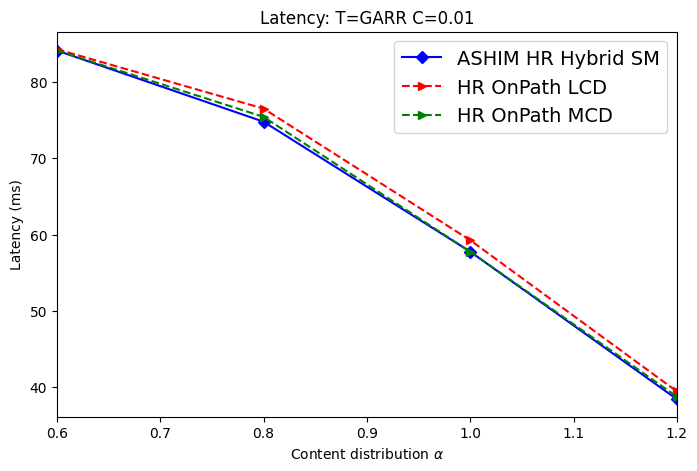 Latency: T=GARR C=0.01
ASHIM HR Hybrid SM
HR OnPath LCD
HR OnPath MCD
Latency (ms)
80
70
60
50
40
0.6 0.7 0.8 0.9 1.0 1.1 1.2
Content distribution α